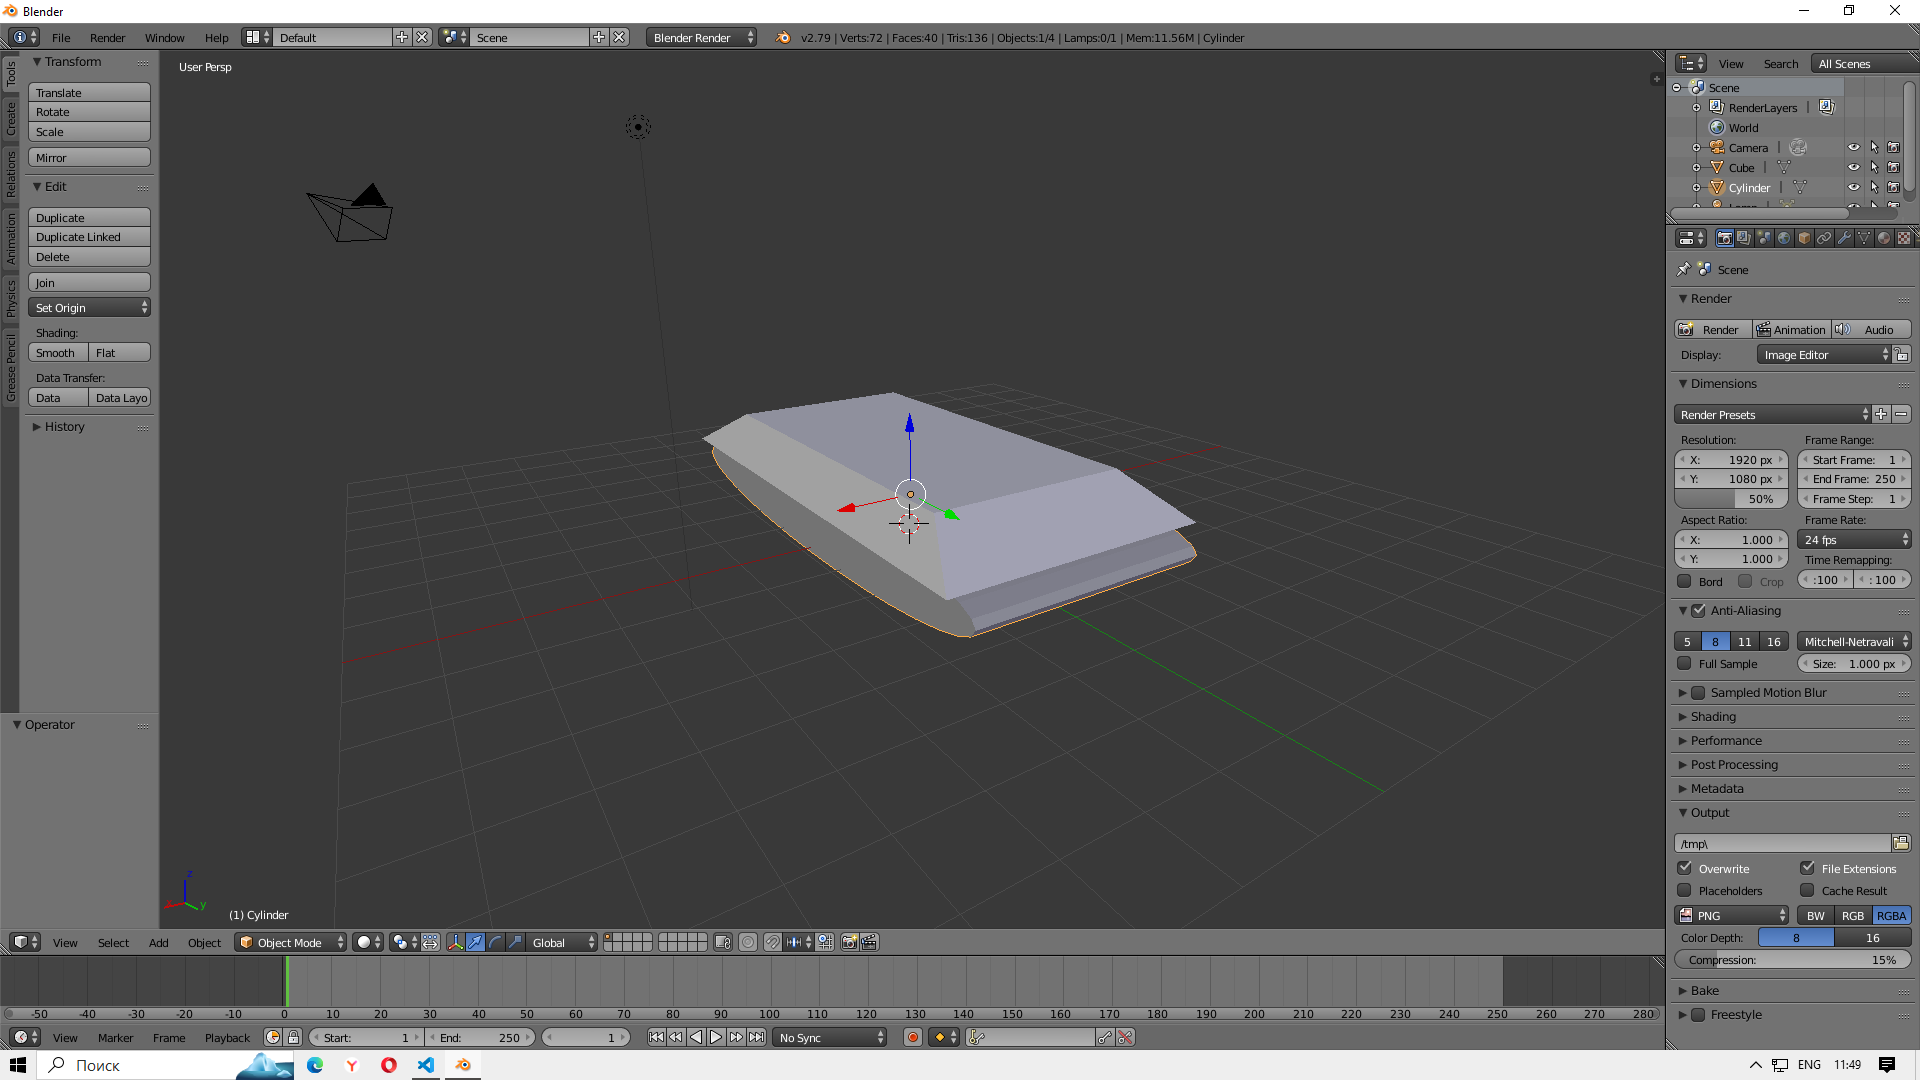 Blender
File Render Window Help Default Scene Blender Render v2.79 | Verts:72 | Faces:40 | Tris:136 | Objects:1/4 | Lamps:0/1 | Mem:11.56M | Cylinder
Tools
Create
Relations
Animation
Physics
Grease Pencil
Transform
Translate
Rotate
Scale
Mirror
Edit
Duplicate
Duplicate Linked
Delete
Join
Set Origin
Shading:
Smooth Flat
Data Transfer:
Data Data Layo
History
Operator
User Persp
z
x y
(1) Cylinder
View Select Add Object Object Mode Global
View Search All Scenes
Scene
RenderLayers |
World
Camera |
Cube |
Cylinder |
Lamp
Scene
Render
Render Animation Audio
Display: Image Editor
Dimensions
Render Presets
Resolution: Frame Range:
X: 1920 px Start Frame: 1
Y: 1080 px End Frame: 250
50% Frame Step: 1
Aspect Ratio: Frame Rate:
X: 1.000 24 fps
Y: 1.000 Time Remapping:
Bord Crop :100 : 100
Anti-Aliasing
5 8 11 16 Mitchell-Netravali
Full Sample Size: 1.000 px
Sampled Motion Blur
Shading
Performance
Post Processing
Metadata
Output
/tmp\
Overwrite File Extensions
Placeholders Cache Result
PNG BW RGB RGBA
Color Depth: 8 16
Compression: 15%
Bake
Freestyle
-50 -40 -30 -20 -10 0 10 20 30 40 50 60 70 80 90 100 110 120 130 140 150 160 170 180 190 200 210 220 230 240 250 260 270 280
View Marker Frame Playback Start: 1 End: 250 1 No Sync
Поиск ENG 11:49